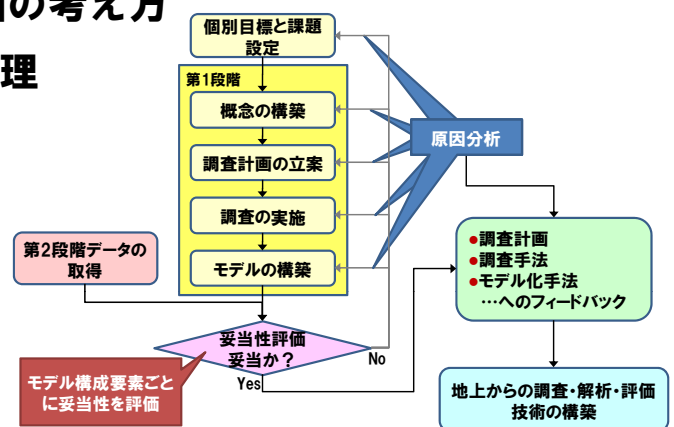 の考え方
理
個別目標と課題
設定
第1段階
概念の構築
調査計画の立案
調査の実施
モデルの構築
原因分析
第2段階データの
取得
妥当性評価
妥当か？
No
Yes
モデル構成要素ごと
に妥当性を評価
●調査計画
●調査手法
●モデル化手法
…へのフィードバック
地上からの調査・解析・評価
技術の構築